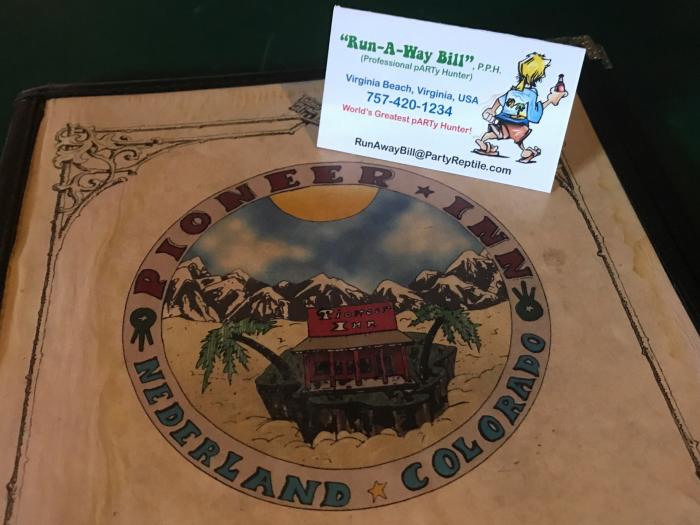 "Run-A-Way Bill", P.P.H.
(Professional pARTy Hunter)
Virginia Beach, Virginia, USA
757-420-1234
World's Greatest pARTy Hunter!
RunAwayBill@PartyReptile.com
PIONEER ★ INN
Pioneer
Inn
NEDERLAND ★ COLORADO